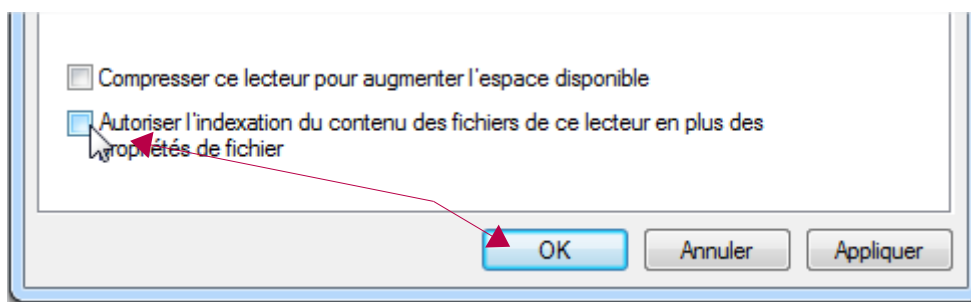 Compresser ce lecteur pour augmenter l'espace disponible
Autoriser l'indexation du contenu des fichiers de ce lecteur en plus des
propriétés de fichier
OK Annuler Appliquer